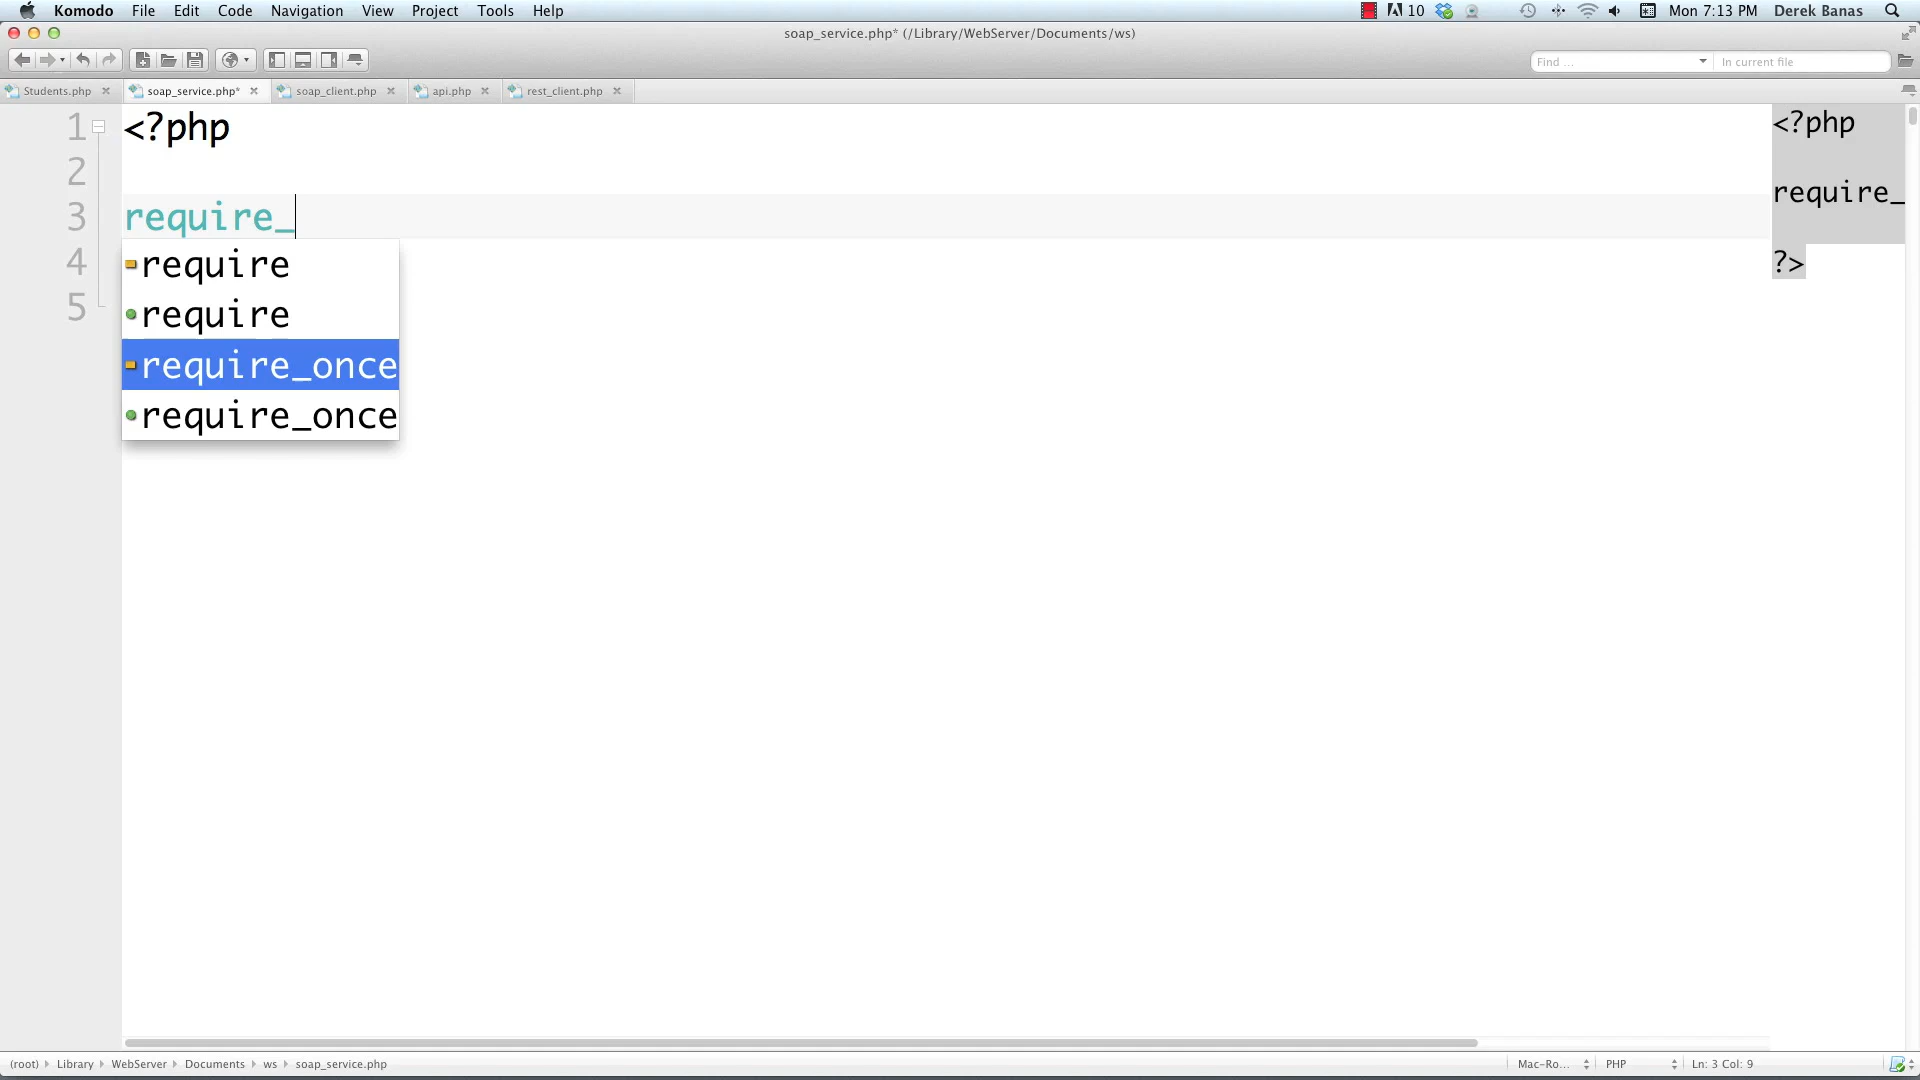 Komodo File Edit Code Navigation View Project Tools Help 10 Mon 7:13 PM Derek Banas
soap_service.php* (/Library/WebServer/Documents/ws)
Find ... In current file
Students.php soap_service.php* soap_client.php api.php rest_client.php
1 <?php
2
3 require_
4
5
require
require
require_once
require_once
<?php
require_
?>
(root) Library WebServer Documents ws soap_service.php Mac-Ro... PHP Ln: 3 Col: 9